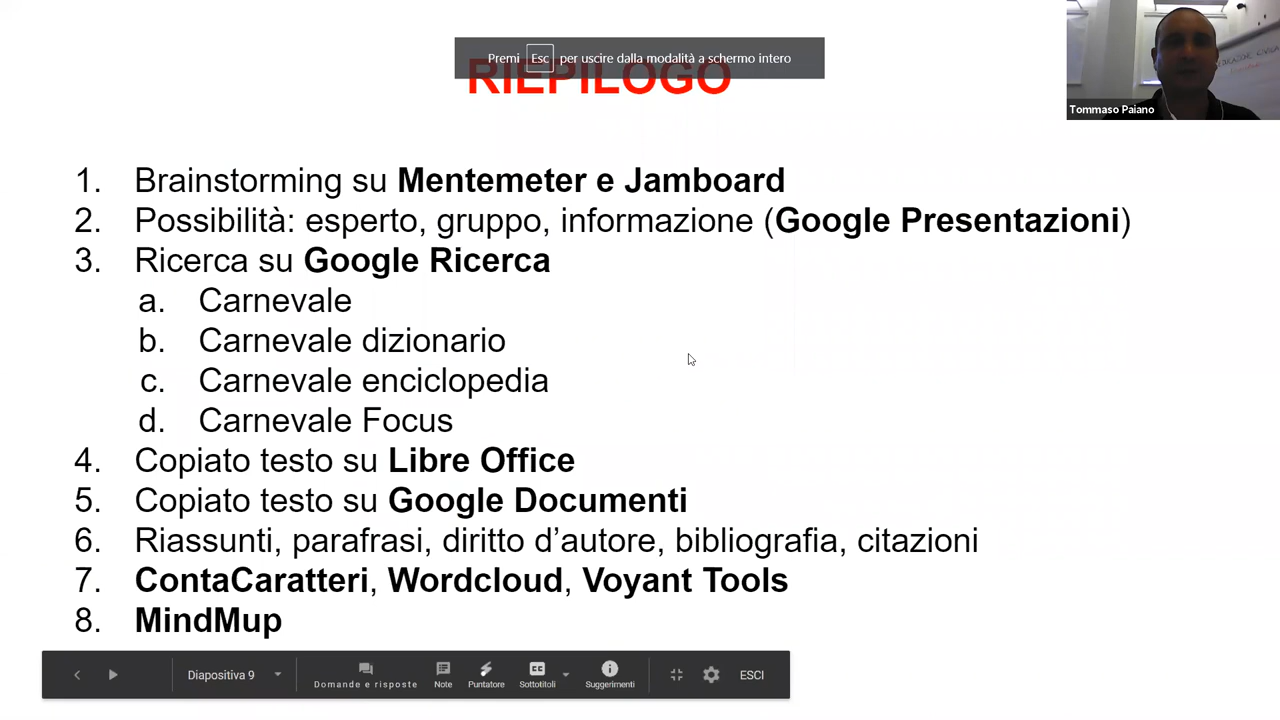 Premi Esc per uscire dalla modalità a schermo intero
RIEPILOGO
Tommaso Paiano
1. Brainstorming su Mentemeter e Jamboard
2. Possibilità: esperto, gruppo, informazione (Google Presentazioni)
3. Ricerca su Google Ricerca
a. Carnevale
b. Carnevale dizionario
c. Carnevale enciclopedia
d. Carnevale Focus
4. Copiato testo su Libre Office
5. Copiato testo su Google Documenti
6. Riassunti, parafrasi, diritto d’autore, bibliografia, citazioni
7. ContaCaratteri, Wordcloud, Voyant Tools
8. MindMup
Diapositiva 9 Domande e risposte Note Puntatore Sottotitoli Suggerimenti ESCI